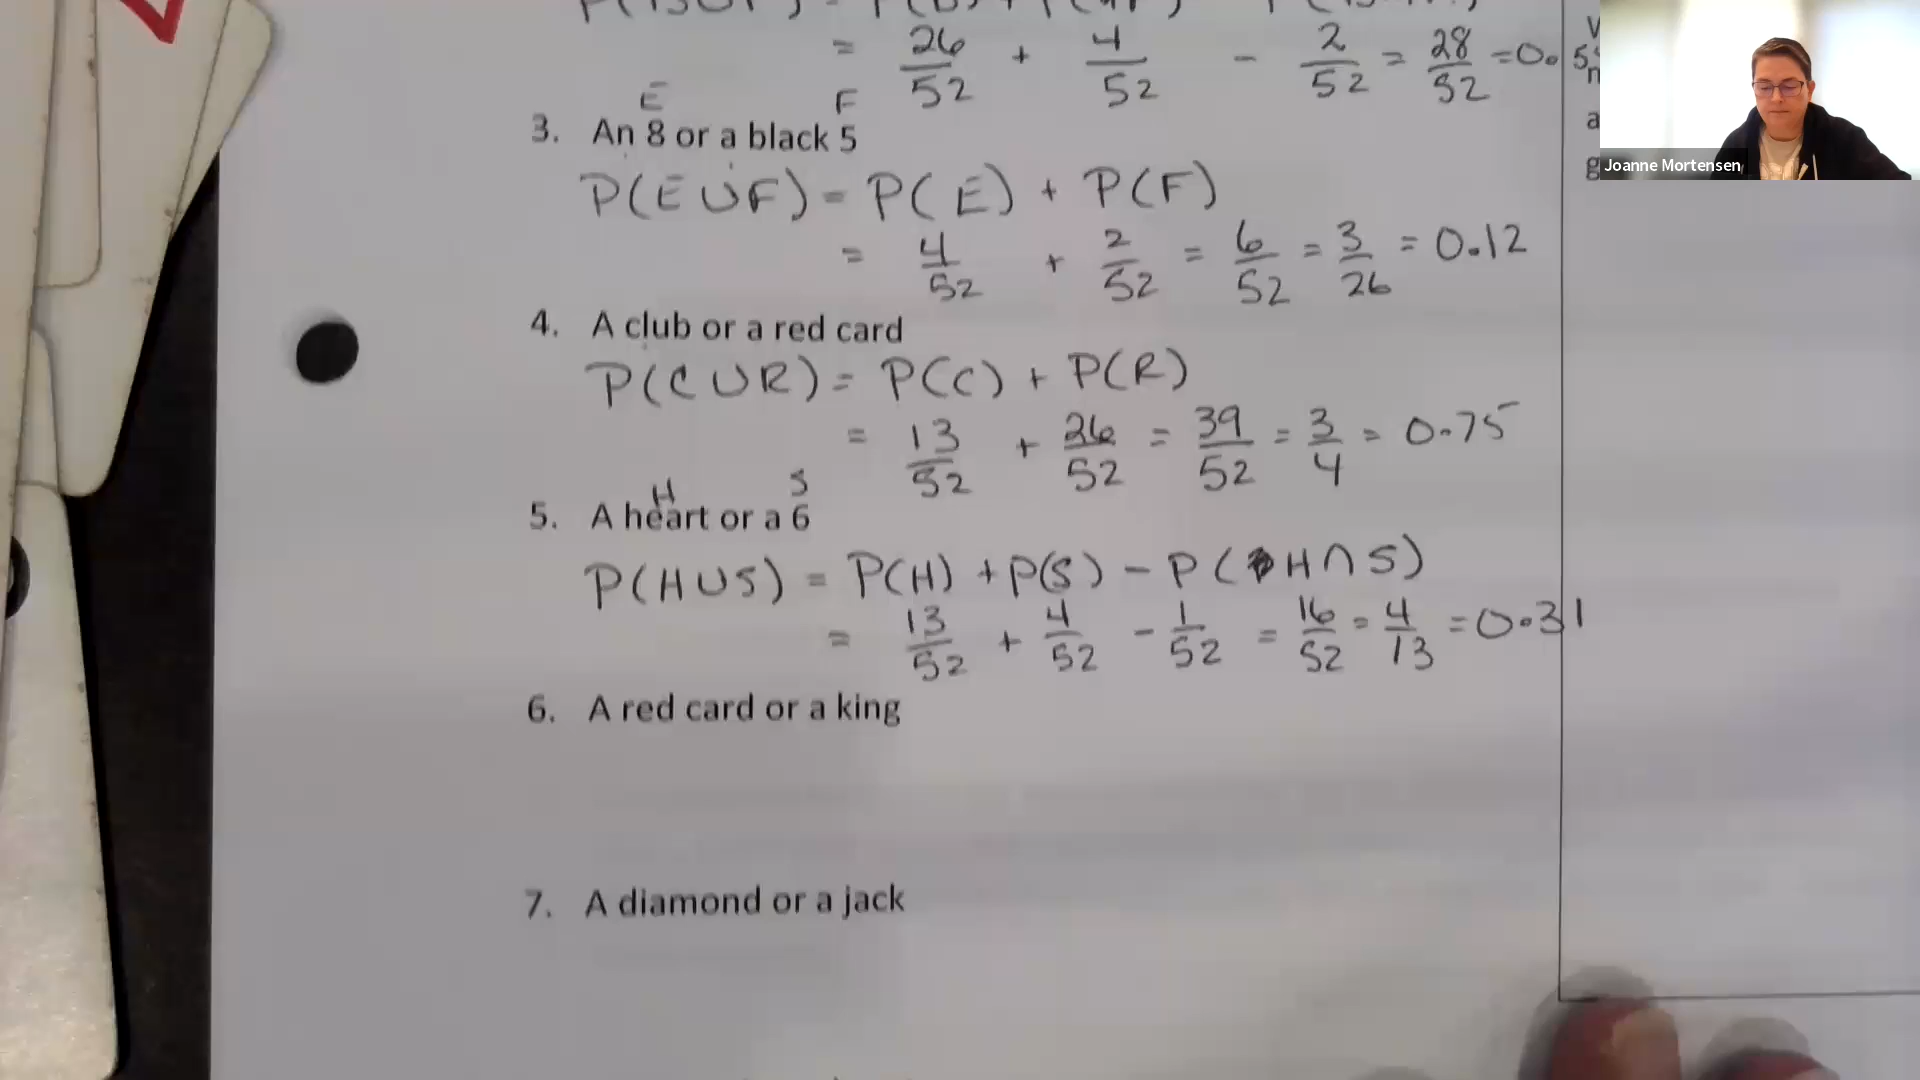 = 26/52 + 4/52 - 2/52 = 28/52 = 0.5
E F
3. An 8 or a black 5
P(E∪F) = P(E) + P(F)
= 4/52 + 2/52 = 6/52 = 3/26 = 0.12
4. A club or a red card
P(C∪R) = P(C) + P(R)
= 13/52 + 26/52 = 39/52 = 3/4 = 0.75
H S
5. A heart or a 6
P(H∪S) = P(H) + P(S) - P(H∩S)
= 13/52 + 4/52 - 1/52 = 16/52 = 4/13 = 0.31
6. A red card or a king
7. A diamond or a jack
Joanne Mortensen